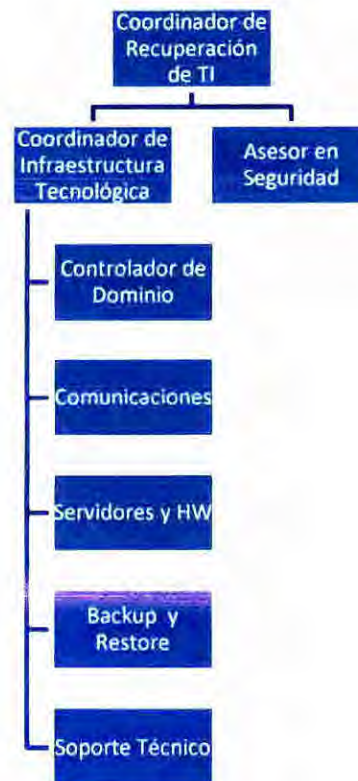 Coordinador de
Recuperación
de TI
Coordinador de
Infraestructura
Tecnológica
Asesor en
Seguridad
Controlador de
Dominio
Comunicaciones
Servidores y HW
Backup y
Restore
Soporte Técnico